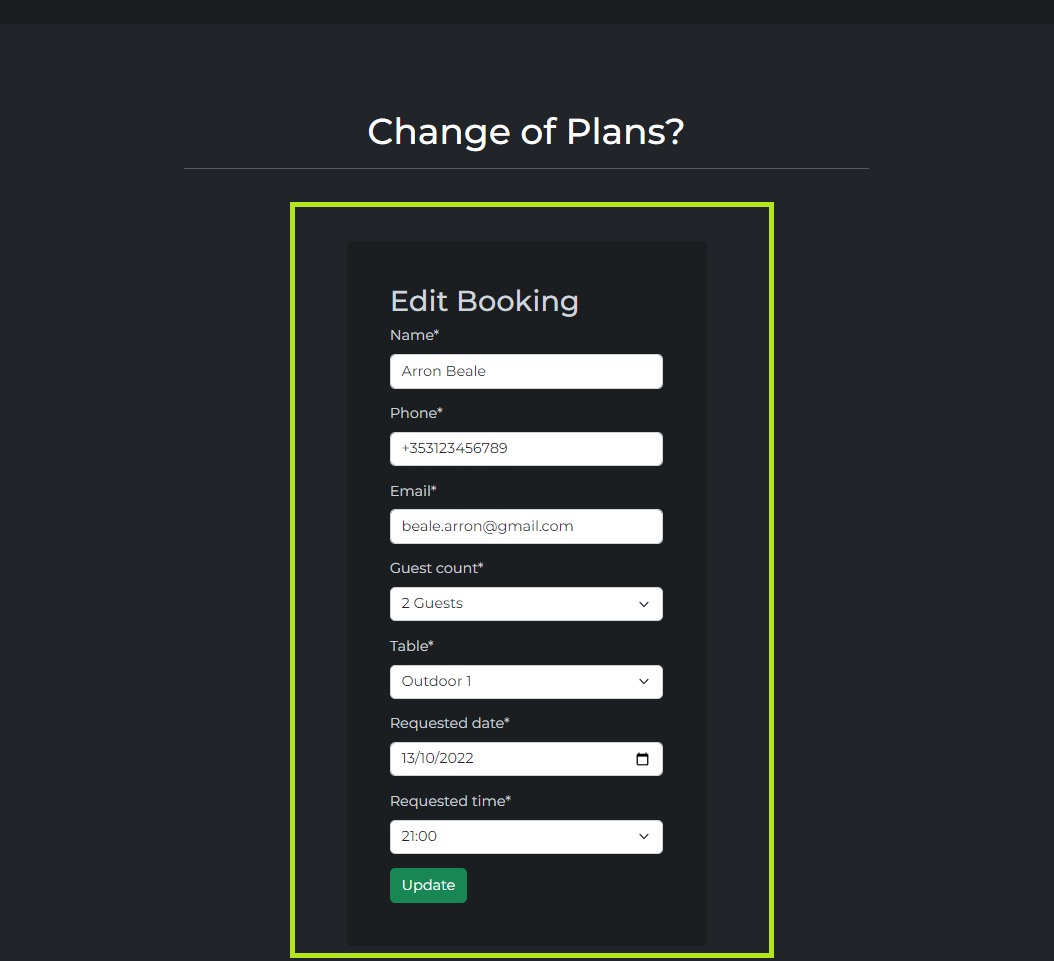 Change of Plans?
Edit Booking
Name*
Arron Beale
Phone*
+353123456789
Email*
beale.arron@gmail.com
Guest count*
2 Guests
Table*
Outdoor 1
Requested date*
13/10/2022
Requested time*
21:00
Update